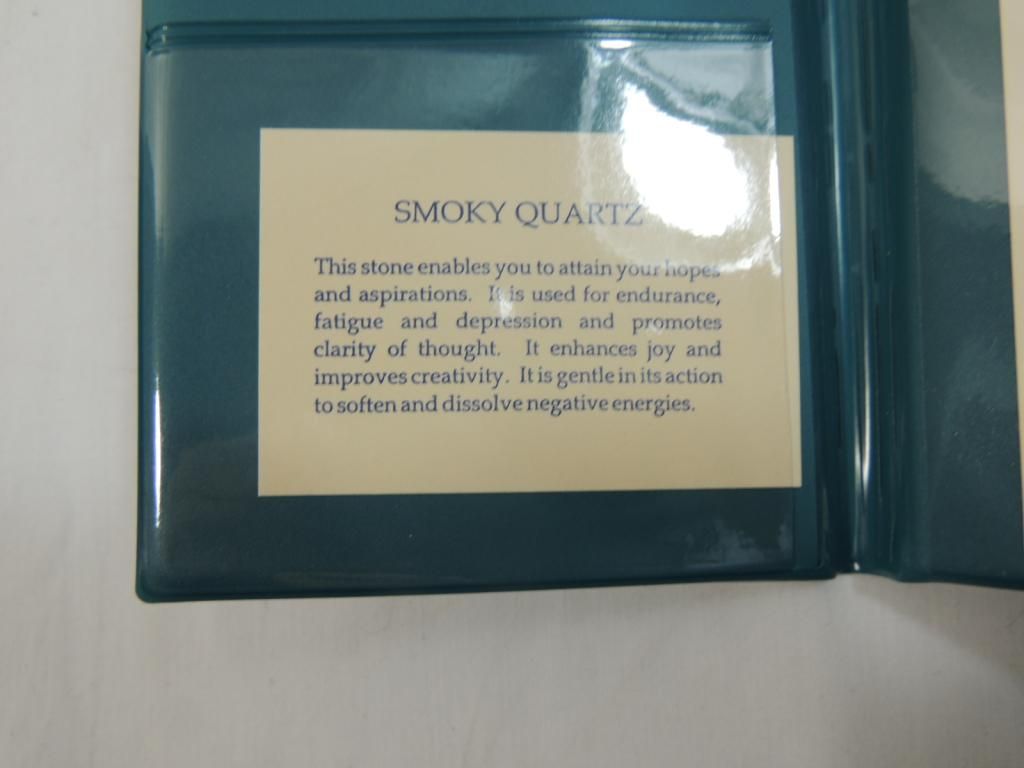 SMOKY QUARTZ
This stone enables you to attain your hopes
and aspirations. It is used for endurance,
fatigue and depression and promotes
clarity of thought. It enhances joy and
improves creativity. It is gentle in its action
to soften and dissolve negative energies.